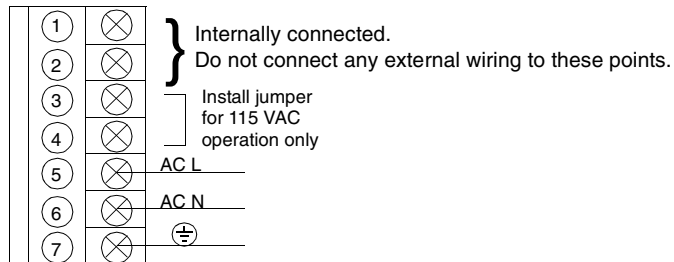 1
Internally connected.
2
Do not connect any external wiring to these points.
3
Install jumper
for 115 VAC
4
operation only
5
AC L
6
AC N
7